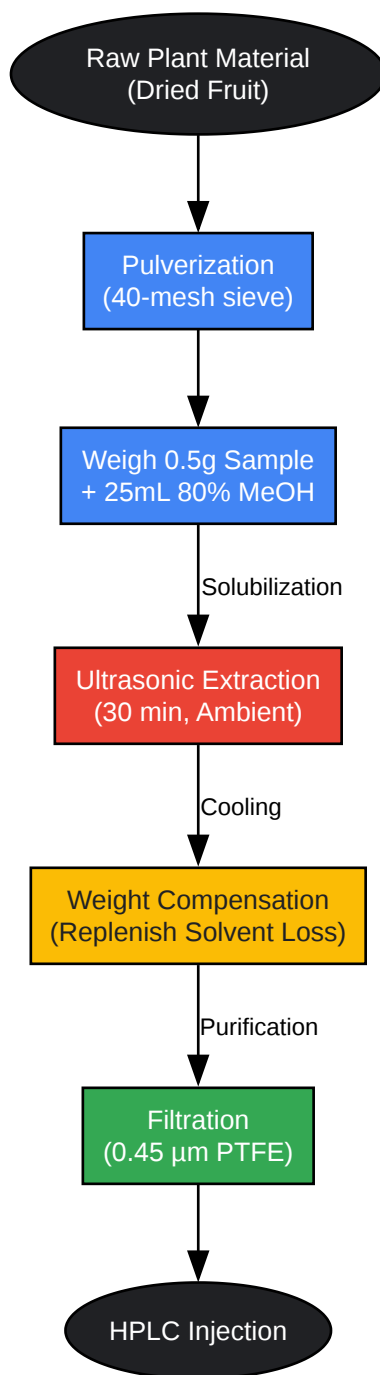 Raw Plant Material
(Dried Fruit)
Pulverization
(40-mesh sieve)
Weigh 0.5g Sample
+ 25mL 80% MeOH
Solubilization
Ultrasonic Extraction
(30 min, Ambient)
Cooling
Weight Compensation
(Replenish Solvent Loss)
Purification
Filtration
(0.45 µm PTFE)
HPLC Injection